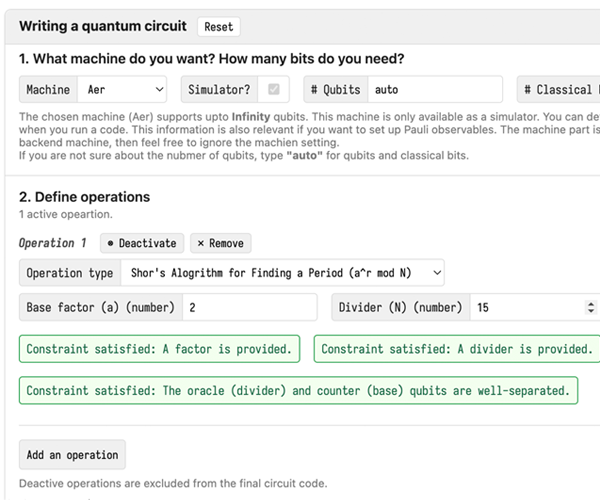 Writing a quantum circuit Reset
1. What machine do you want? How many bits do you need?
Machine Aer Simulator? # Qubits auto # Classical
The chosen machine (Aer) supports upto Infinity qubits. This machine is only available as a simulator. You can de
when you run a code. This information is also relevant if you want to set up Pauli observables. The machine part is
backend machine, then feel free to ignore the machien setting.
If you are not sure about the nubmer of qubits, type "auto" for qubits and classical bits.
2. Define operations
1 active opeartion.
Operation 1 Deactivate × Remove
Operation type Shor's Alogrithm for Finding a Period (a^r mod N)
Base factor (a) (number) 2 Divider (N) (number) 15
Constraint satisfied: A factor is provided. Constraint satisfied: A divider is provided.
Constraint satisfied: The oracle (divider) and counter (base) qubits are well-separated.
Add an operation
Deactive operations are excluded from the final circuit code.